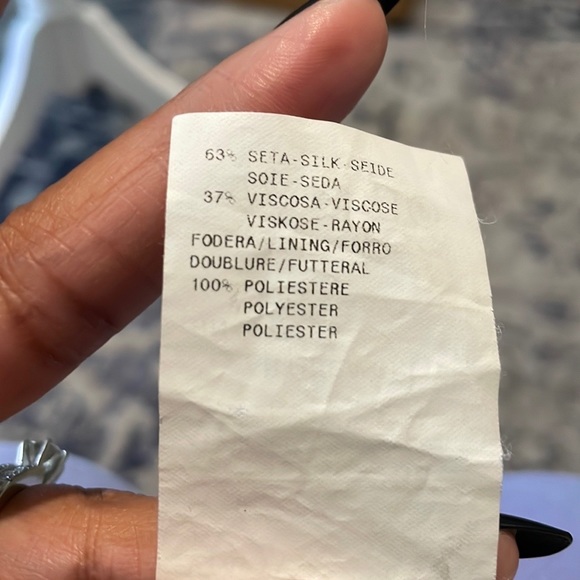 63% SETA-SILK-SEIDE
SOIE-SEDA
37% VISCOSA-VISCOSE
VISKOSE-RAYON
FODERA/LINING/FORRO
DOUBLURE/FUTTERAL
100% POLIESTERE
POLYESTER
POLIESTER